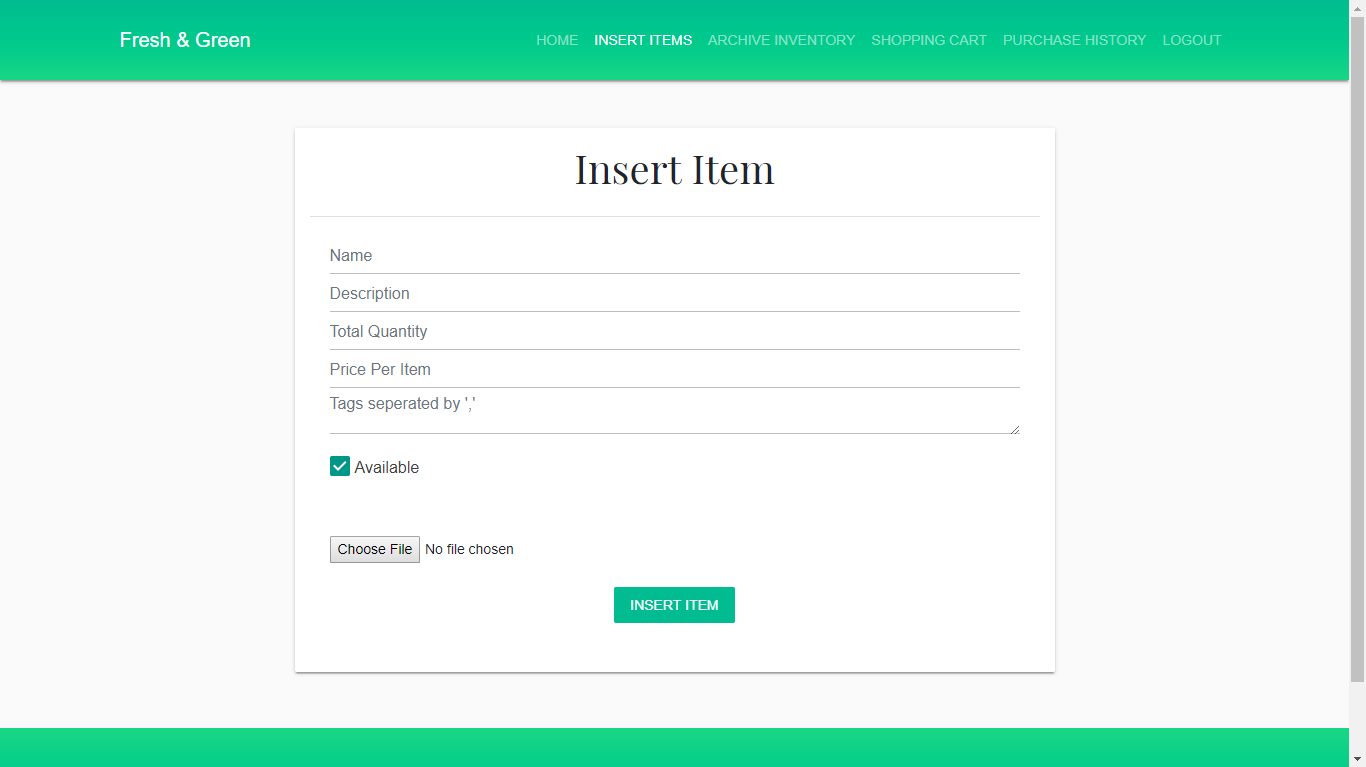 Fresh & Green HOME INSERT ITEMS ARCHIVE INVENTORY SHOPPING CART PURCHASE HISTORY LOGOUT
Insert Item
Name
Description
Total Quantity
Price Per Item
Tags seperated by ','
Available
Choose File No file chosen
INSERT ITEM